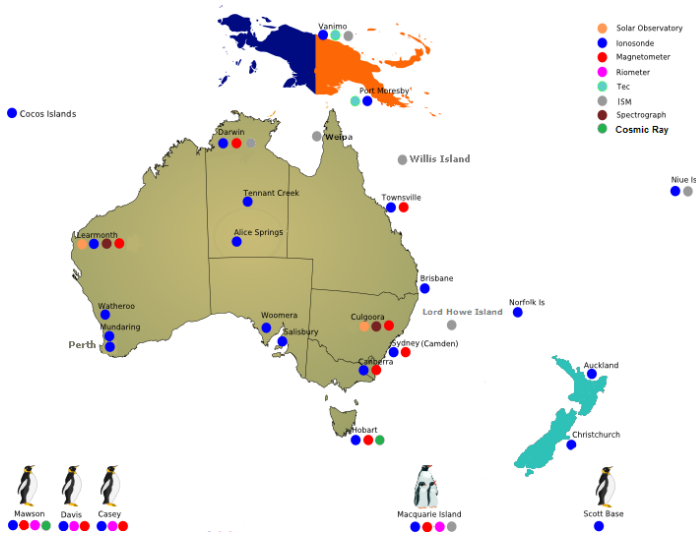 Vanimo
Solar Observatory
Ionosonde
Magnetometer
Riometer
Tec
ISM
Spectrograph
Cosmic Ray
Port Moresby'
Cocos Islands
Darwin
Weipa
Willis Island
Niue Is
Tennant Creek
Townsville
Learmonth
Alice Springs
Brisbane
Watheroo
Norfolk Is
Lord Howe Island
Woomera
Culgoora
Mundaring
Salisbury
Perth
Sydney (Camden)
Canberra
Auckland
Hobart
Christchurch
Mawson
Davis
Casey
Macquarie Island
Scott Base